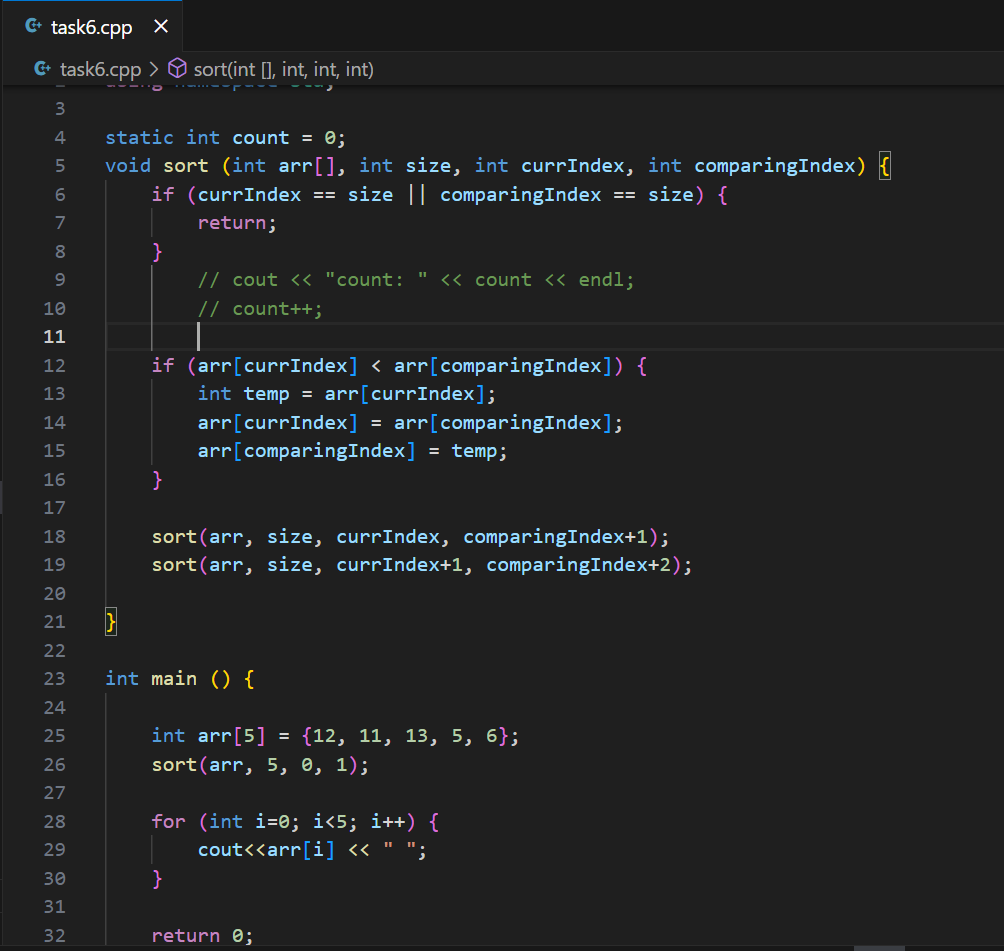 task6.cpp
task6.cpp > sort(int [], int, int, int)
2 using namespace std;
3
4 static int count = 0;
5 void sort (int arr[], int size, int currIndex, int comparingIndex) {
6 if (currIndex == size || comparingIndex == size) {
7 return;
8 }
9 // cout << "count: " << count << endl;
10 // count++;
11
12 if (arr[currIndex] < arr[comparingIndex]) {
13 int temp = arr[currIndex];
14 arr[currIndex] = arr[comparingIndex];
15 arr[comparingIndex] = temp;
16 }
17
18 sort(arr, size, currIndex, comparingIndex+1);
19 sort(arr, size, currIndex+1, comparingIndex+2);
20
21 }
22
23 int main () {
24
25 int arr[5] = {12, 11, 13, 5, 6};
26 sort(arr, 5, 0, 1);
27
28 for (int i=0; i<5; i++) {
29 cout<<arr[i] << " ";
30 }
31
32 return 0;